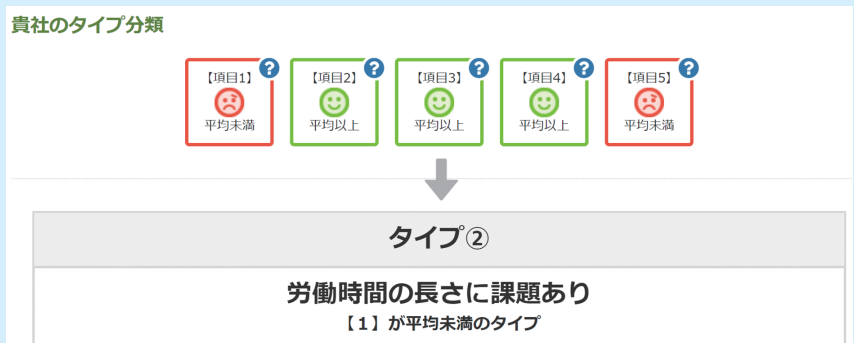 貴社のタイプ分類
【項目1】 ? 【項目2】 ? 【項目3】 ? 【項目4】 ? 【項目5】 ?
平均未満 平均以上 平均以上 平均以上 平均未満
タイプ②
労働時間の長さに課題あり
【１】が平均未満のタイプ